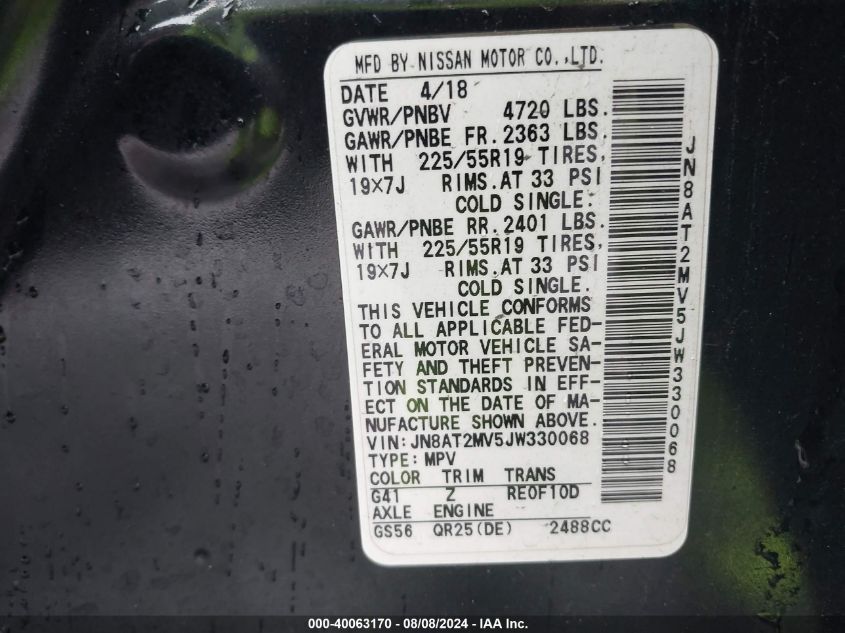 MFD BY NISSAN MOTOR CO.,LTD.
DATE 4/18
GVWR/PNBV 4720 LBS.
GAWR/PNBE FR.2363 LBS.
WITH 225/55R19 TIRES,
19×7J RIMS.AT 33 PSI
COLD SINGLE.
GAWR/PNBE RR.2401 LBS.
WITH 225/55R19 TIRES,
19×7J RIMS.AT 33 PSI
COLD SINGLE.
THIS VEHICLE CONFORMS
TO ALL APPLICABLE FED-
ERAL MOTOR VEHICLE SA-
FETY AND THEFT PREVEN-
TION STANDARDS IN EFF-
ECT ON THE DATE OF MA-
NUFACTURE SHOWN ABOVE.
VIN:JN8AT2MV5JW330068
TYPE:MPV
COLOR TRIM TRANS
G41 Z RE0F10D
AXLE ENGINE
GS56 QR25(DE) 2488CC
JN8AT2MV5JW330068
000-40063170 - 08/08/2024 - IAA Inc.